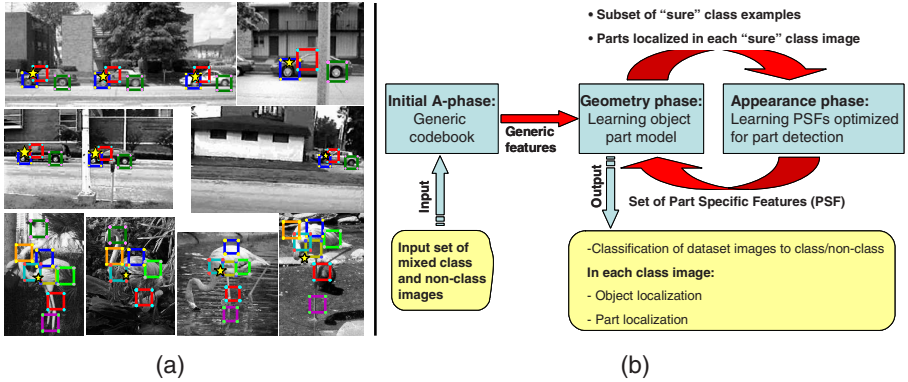 • Subset of “sure” class examples
• Parts localized in each “sure” class image
Initial A-phase:
Generic
codebook
Generic
features
Geometry phase:
Learning object
part model
Appearance phase:
Learning PSFs optimized
for part detection
Input
Output
Set of Part Specific Features (PSF)
Input set of
mixed class
and non-class
images
-Classification of dataset images to class/non-class
In each class image:
- Object localization
- Part localization
(a)
(b)